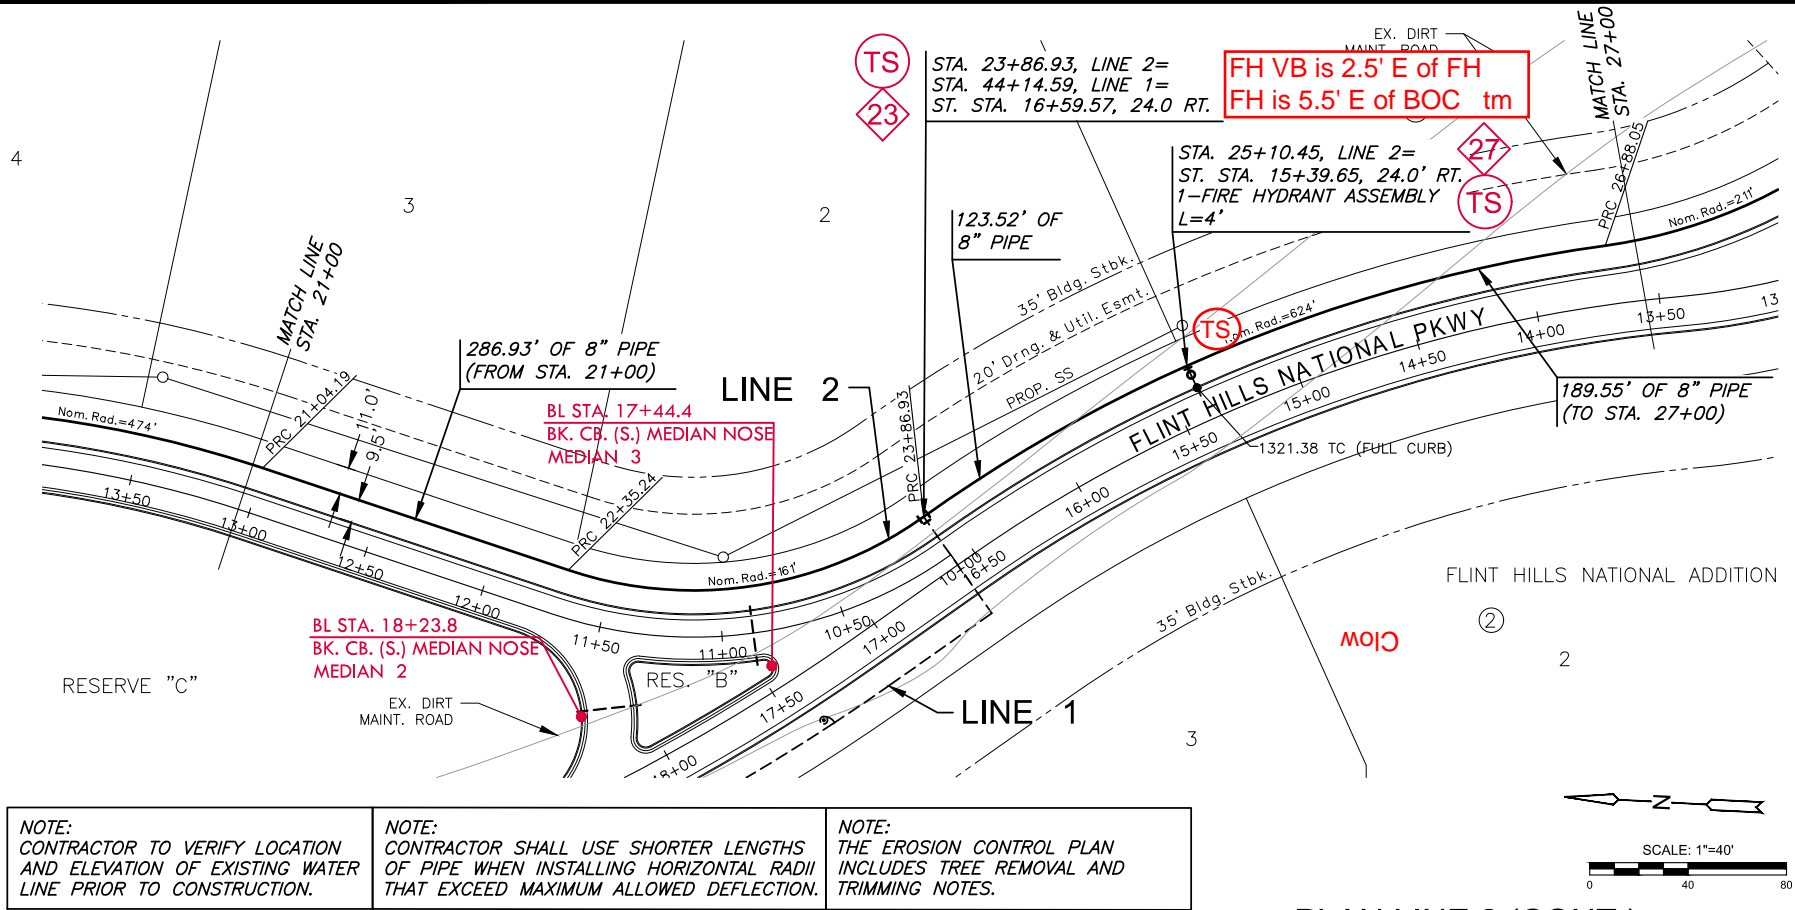 EX. DIRT
MAINT. ROAD
MATCH LINE
STA. 27+00
TS
23
STA. 23+86.93, LINE 2=
STA. 44+14.59, LINE 1=
ST. STA. 16+59.57, 24.0 RT.
FH VB is 2.5' E of FH
FH is 5.5' E of BOC tm
27
TS
STA. 25+10.45, LINE 2=
ST. STA. 15+39.65, 24.0' RT.
1-FIRE HYDRANT ASSEMBLY
L=4'
PRC 26+88.05
Nom. Rad.=211'
4
3
2
123.52' OF
8" PIPE
MATCH LINE
STA. 21+00
35' Bldg. Stbk.
20' Drng. & Util. Esmt.
PROP. SS
TS
Nom. Rad.=624'
FLINT HILLS NATIONAL PKWY
13+50
14+00
14+50
15+00
15+50
16+00
16+50
17+00
17+50
18+00
13
286.93' OF 8" PIPE
(FROM STA. 21+00)
LINE 2
189.55' OF 8" PIPE
(TO STA. 27+00)
1321.38 TC (FULL CURB)
BL STA. 17+44.4
BK. CB. (S.) MEDIAN NOSE
MEDIAN 3
Nom. Rad.=474'
PRC 21+04.19
11.0'
9.5'
PRC 22+35.24
PRC 23+86.93
Nom. Rad.=161'
13+50
13+00
12+50
12+00
11+50
11+00
10+50
10+00
BL STA. 18+23.8
BK. CB. (S.) MEDIAN NOSE
MEDIAN 2
RESERVE "C"
EX. DIRT
MAINT. ROAD
RES. "B"
LINE 1
35' Bldg. Stbk.
FLINT HILLS NATIONAL ADDITION
2
Clow
2
3
NOTE:
CONTRACTOR TO VERIFY LOCATION
AND ELEVATION OF EXISTING WATER
LINE PRIOR TO CONSTRUCTION.
NOTE:
CONTRACTOR SHALL USE SHORTER LENGTHS
OF PIPE WHEN INSTALLING HORIZONTAL RADII
THAT EXCEED MAXIMUM ALLOWED DEFLECTION.
NOTE:
THE EROSION CONTROL PLAN
INCLUDES TREE REMOVAL AND
TRIMMING NOTES.
N
SCALE: 1"=40'
0 40 80